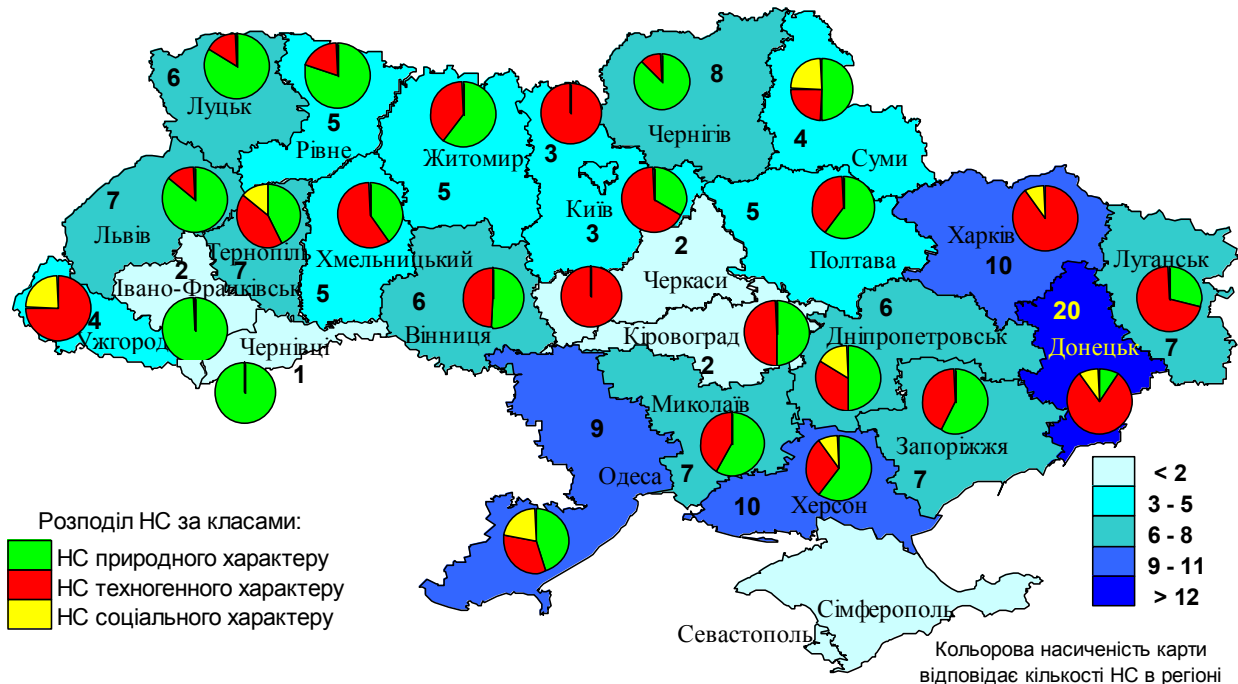 6
Луцьк
5
Рівне
Житомир
5
3
Київ
3
8
Чернігів
4
Суми
7
Львів
Тернопіль
7
Хмельницький
5
2
Івано-Франківськ
4
Ужгород
Чернівці
1
6
Вінниця
2
Черкаси
5
Полтава
Харків
10
Луганськ
7
20
Донецьк
Кіровоград
2
6
Дніпропетровськ
Миколаїв
7
9
Одеса
Запоріжжя
7
10
Херсон
Сімферополь
Севастополь
Розподіл НС за класами:
НС природного характеру
НС техногенного характеру
НС соціального характеру
< 2
3 - 5
6 - 8
9 - 11
> 12
Кольорова насиченість карти
відповідає кількості НС в регіоні